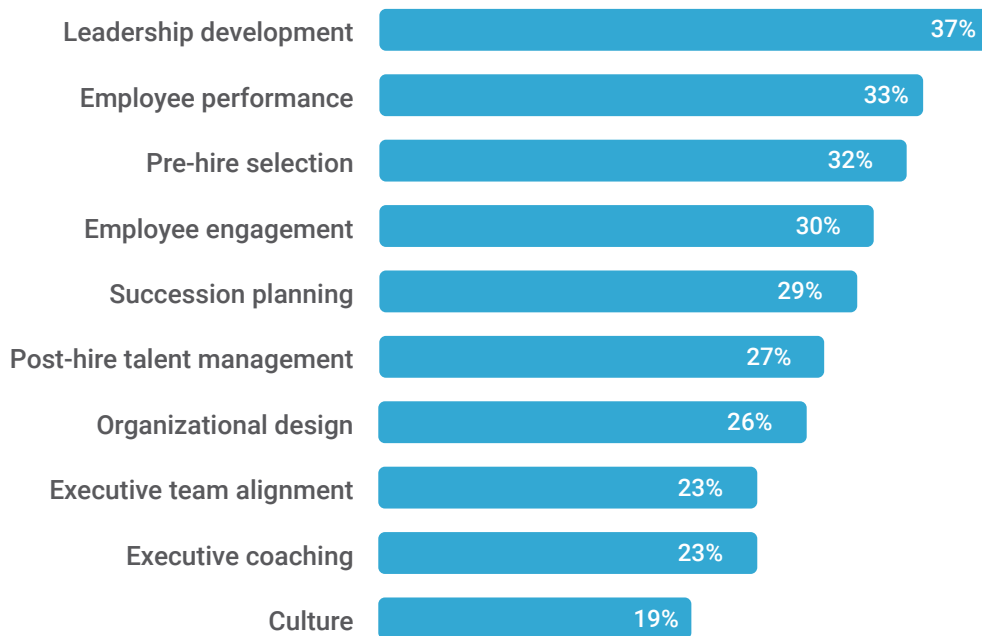 Leadership development 37%
Employee performance 33%
Pre-hire selection 32%
Employee engagement 30%
Succession planning 29%
Post-hire talent management 27%
Organizational design 26%
Executive team alignment 23%
Executive coaching 23%
Culture 19%